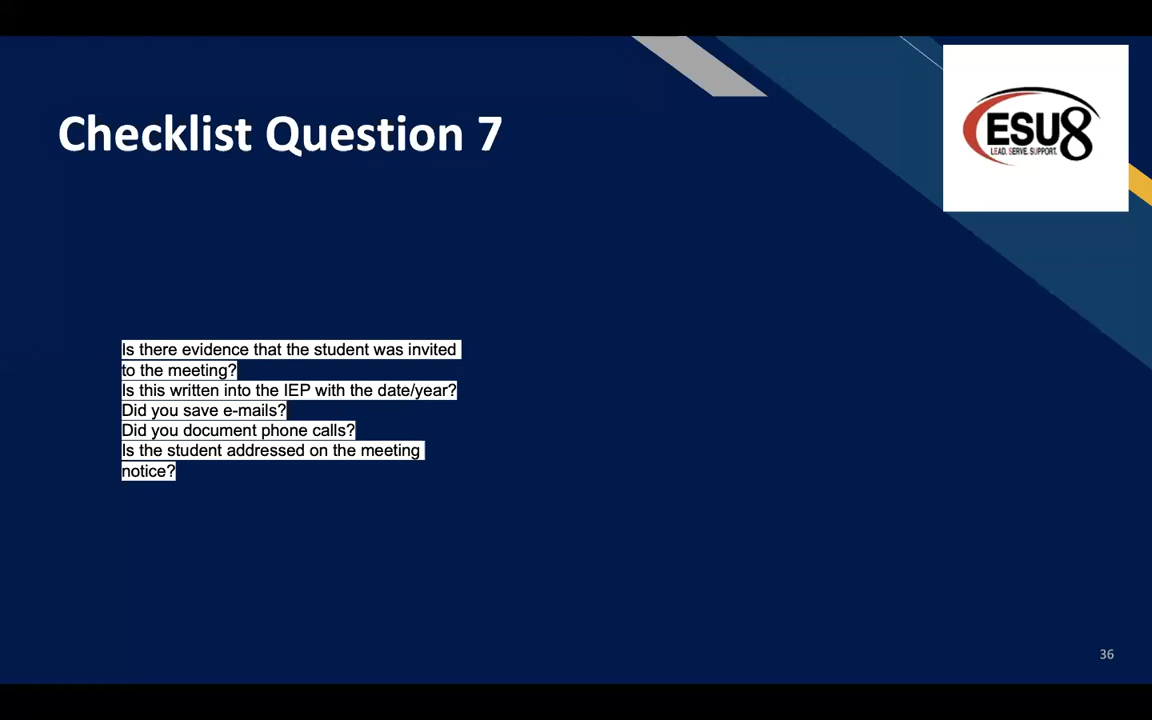 Checklist Question 7
ESU8
LEAD. SERVE. SUPPORT.
Is there evidence that the student was invited
to the meeting?
Is this written into the IEP with the date/year?
Did you save e-mails?
Did you document phone calls?
Is the student addressed on the meeting
notice?
36